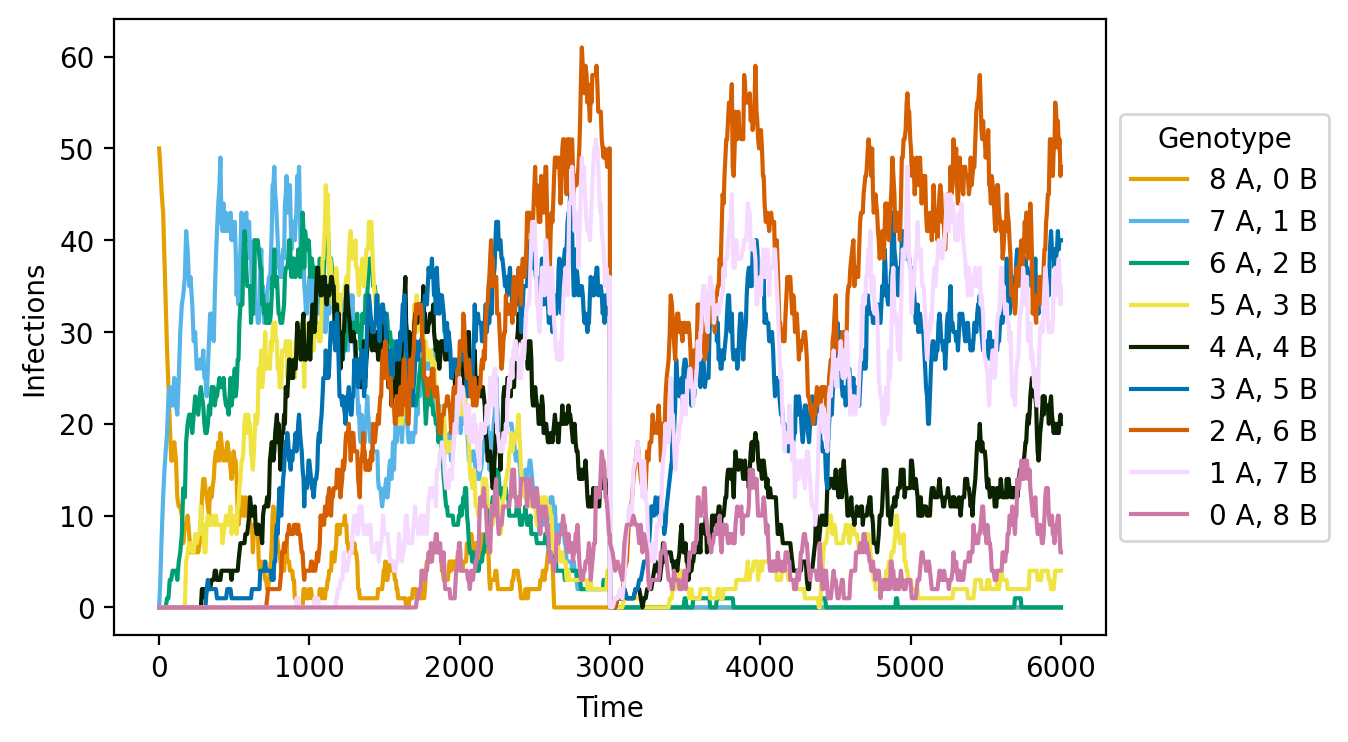 60
50
40
30
20
10
0
Infections
0 1000 2000 3000 4000 5000 6000
Time
Genotype
8 A, 0 B
7 A, 1 B
6 A, 2 B
5 A, 3 B
4 A, 4 B
3 A, 5 B
2 A, 6 B
1 A, 7 B
0 A, 8 B